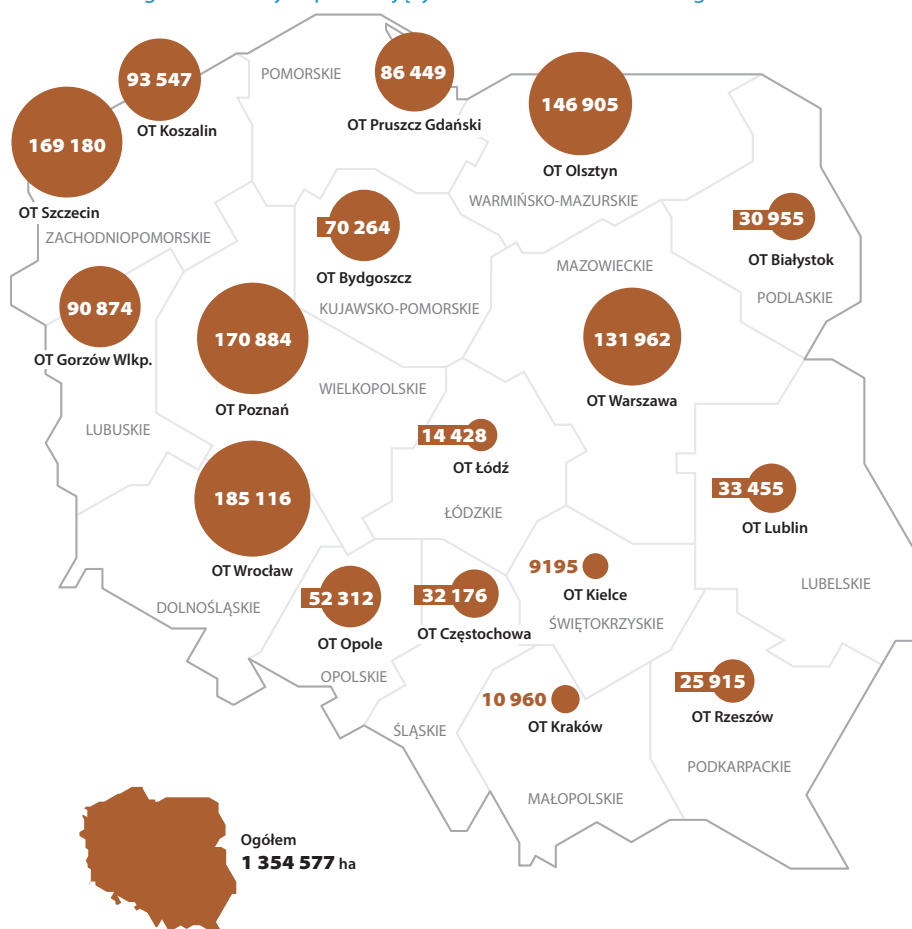 POMORSKIE
93 547
OT Koszalin
86 449
OT Pruszcz Gdański
146 905
OT Olsztyn
169 180
OT Szczecin
ZACHODNIOPOMORSKIE
WARMIŃSKO-MAZURSKIE
70 264
OT Bydgoszcz
KUJAWSKO-POMORSKIE
30 955
OT Białystok
PODLASKIE
MAZOWIECKIE
90 874
OT Gorzów Wlkp.
LUBUSKIE
170 884
OT Poznań
WIELKOPOLSKIE
131 962
OT Warszawa
14 428
OT Łódź
ŁÓDZKIE
185 116
OT Wrocław
DOLNOŚLĄSKIE
33 455
OT Lublin
LUBELSKIE
52 312
OT Opole
OPOLSKIE
32 176
OT Częstochowa
ŚLĄSKIE
9195
OT Kielce
ŚWIĘTOKRZYSKIE
10 960
OT Kraków
MAŁOPOLSKIE
25 915
OT Rzeszów
PODKARPACKIE
Ogółem
1 354 577 ha